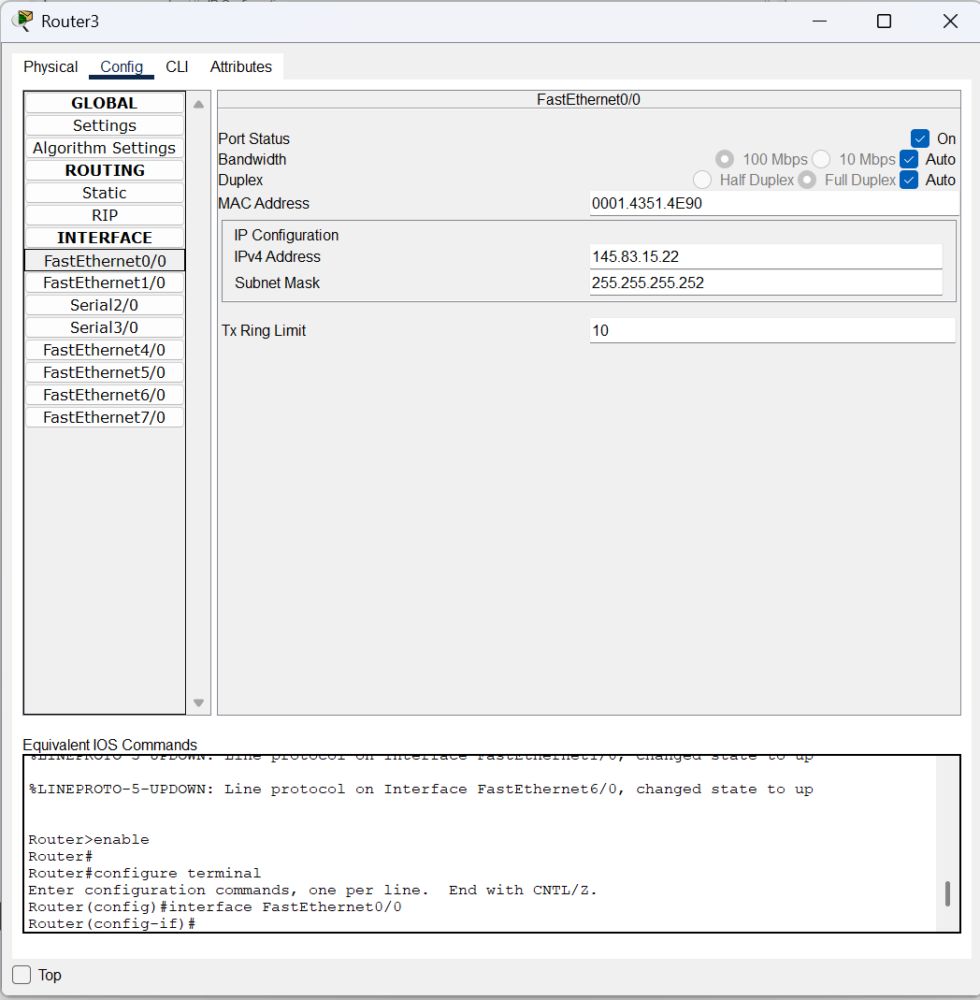 Router3
Physical Config CLI Attributes
GLOBAL
Settings
Algorithm Settings
ROUTING
Static
RIP
INTERFACE
FastEthernet0/0
FastEthernet1/0
Serial2/0
Serial3/0
FastEthernet4/0
FastEthernet5/0
FastEthernet6/0
FastEthernet7/0
FastEthernet0/0
Port Status On
Bandwidth 100 Mbps 10 Mbps Auto
Duplex Half Duplex Full Duplex Auto
MAC Address 0001.4351.4E90
IP Configuration
IPv4 Address 145.83.15.22
Subnet Mask 255.255.255.252
Tx Ring Limit 10
Equivalent IOS Commands
%LINEPROTO-5-UPDOWN: Line protocol on Interface FastEthernet1/0, changed state to up
%LINEPROTO-5-UPDOWN: Line protocol on Interface FastEthernet6/0, changed state to up
Router>enable
Router#
Router#configure terminal
Enter configuration commands, one per line. End with CNTL/Z.
Router(config)#interface FastEthernet0/0
Router(config-if)#
Top